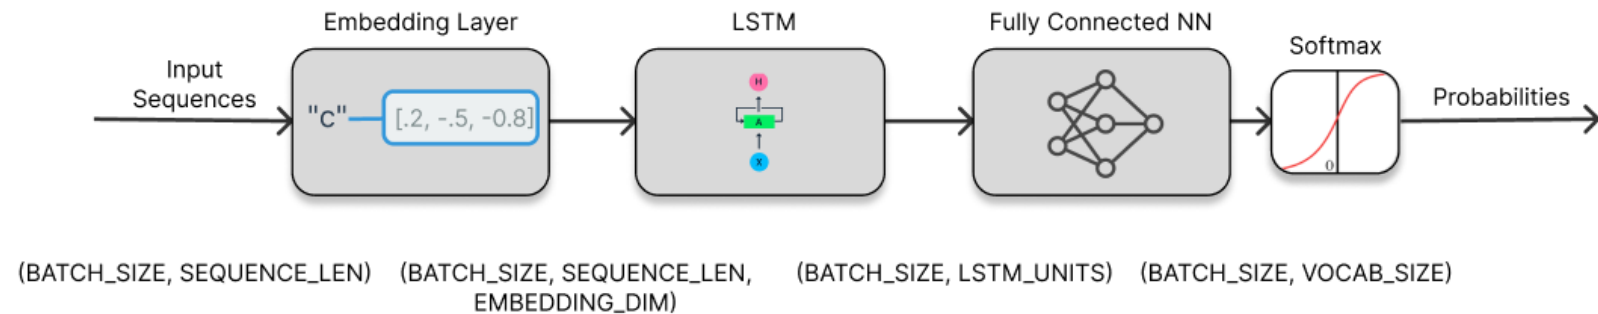 Embedding Layer
LSTM
Fully Connected NN
Softmax
Input
Sequences
"C"
[.2, -.5, -0.8]
H
A
X
0
Probabilities
(BATCH_SIZE, SEQUENCE_LEN)
(BATCH_SIZE, SEQUENCE_LEN,
EMBEDDING_DIM)
(BATCH_SIZE, LSTM_UNITS)
(BATCH_SIZE, VOCAB_SIZE)